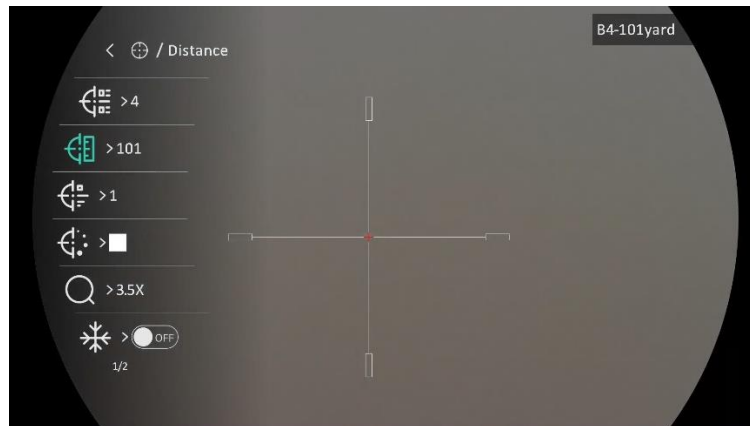 B4-101yard
< / Distance
>4
>101
>1
>
>3.5X
> OFF
1/2